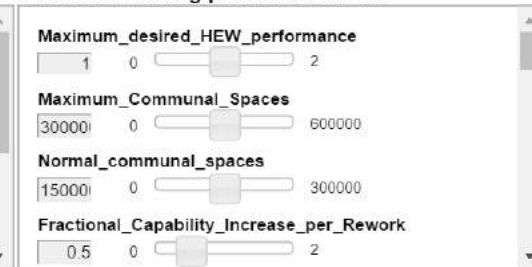 Maximum_desired_HEW_performance
1 0 2
Maximum_Communal_Spaces
30000 0 600000
Normal_communal_spaces
15000 0 300000
Fractional_Capability_Increase_per_Rework
0.5 0 2